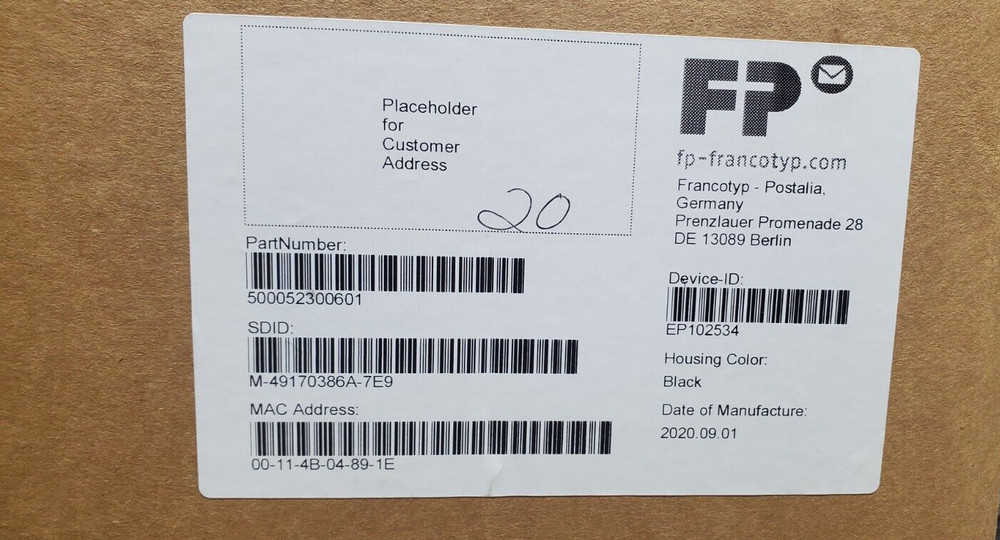 Placeholder
for
Customer
Address
20
PartNumber:
500052300601
SDID:
M-49170386A-7E9
MAC Address:
00-11-4B-04-89-1E
FP
fp-francotyp.com
Francotyp - Postalia,
Germany
Prenzlauer Promenade 28
DE 13089 Berlin
Device-ID:
EP102534
Housing Color:
Black
Date of Manufacture:
2020.09.01